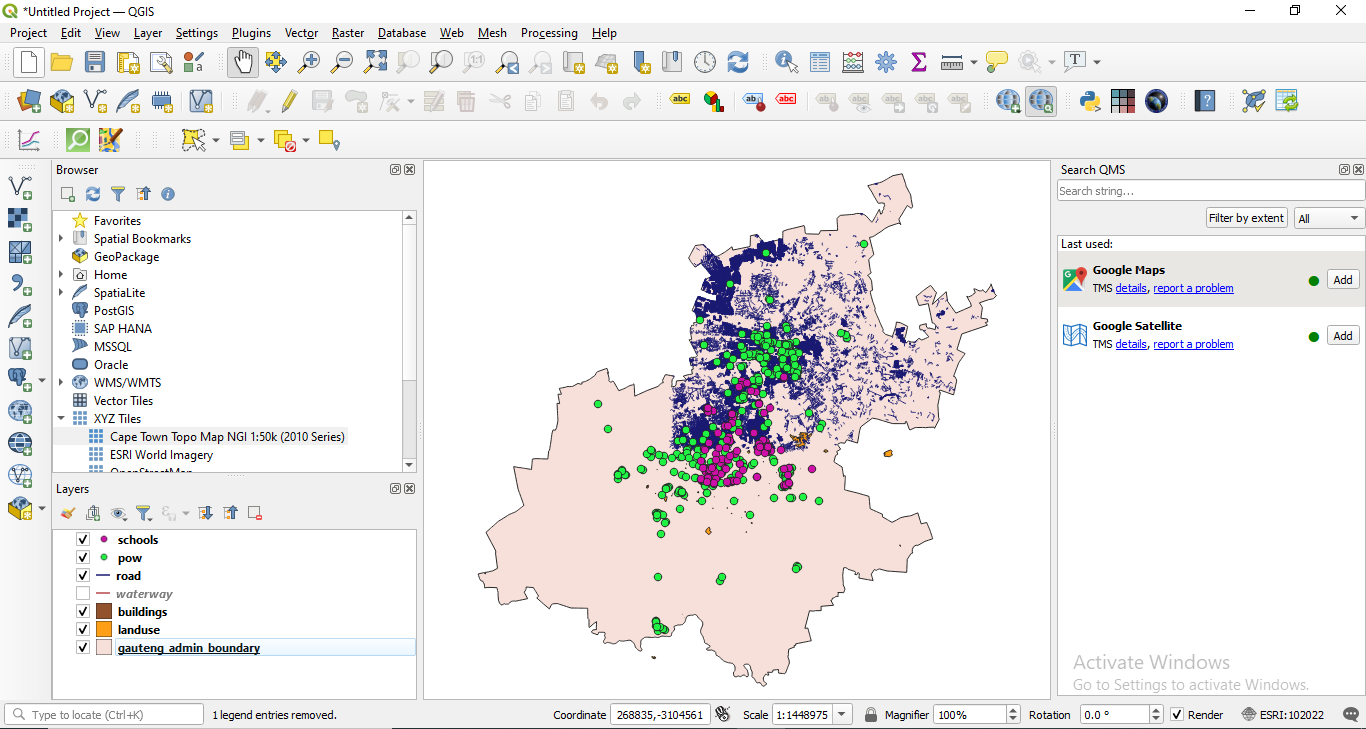 *Untitled Project — QGIS
Project Edit View Layer Settings Plugins Vector Raster Database Web Mesh Processing Help
Browser
Favorites
Spatial Bookmarks
GeoPackage
Home
SpatiaLite
PostGIS
SAP HANA
MSSQL
Oracle
WMS/WMTS
Vector Tiles
XYZ Tiles
Cape Town Topo Map NGI 1:50k (2010 Series)
ESRI World Imagery
OpenStreetMap
Layers
schools
pow
road
waterway
buildings
landuse
gauteng admin boundary
Search QMS
Search string...
Filter by extent All
Last used:
Google Maps
TMS details, report a problem Add
Google Satellite
TMS details, report a problem Add
Activate Windows
Go to Settings to activate Windows.
Type to locate (Ctrl+K) 1 legend entries removed. Coordinate 268835,-3104561 Scale 1:1448975 Magnifier 100% Rotation 0.0 ° Render ESRI:102022